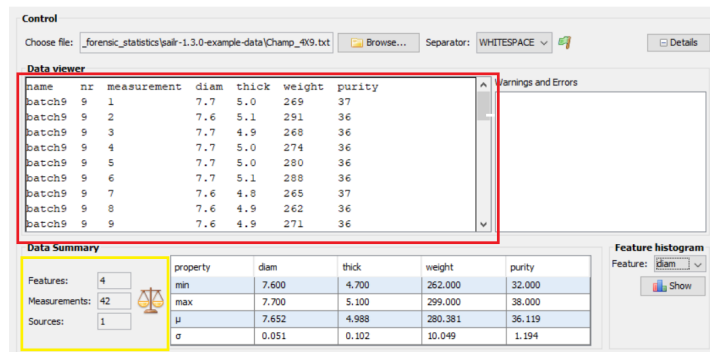 Control
Choose file: _forensic_statistics\sailr-1.3.0-example-data\Champ_4X9.txt Browse... Separator: WHITESPACE Details
Data viewer
Warnings and Errors
name nr measurement diam thick weight purity
batch9 9 1 7.7 5.0 269 37
batch9 9 2 7.6 5.1 291 36
batch9 9 3 7.7 4.9 268 36
batch9 9 4 7.7 5.0 274 36
batch9 9 5 7.7 5.0 280 36
batch9 9 6 7.7 5.1 288 36
batch9 9 7 7.6 4.8 265 37
batch9 9 8 7.6 4.9 262 36
batch9 9 9 7.6 4.9 271 36
Data Summary
Features: 4
Measurements: 42
Sources: 1
property diam thick weight purity
min 7.600 4.700 262.000 32.000
max 7.700 5.100 299.000 38.000
μ 7.652 4.988 280.381 36.119
σ 0.051 0.102 10.049 1.194
Feature histogram
Feature: diam
Show